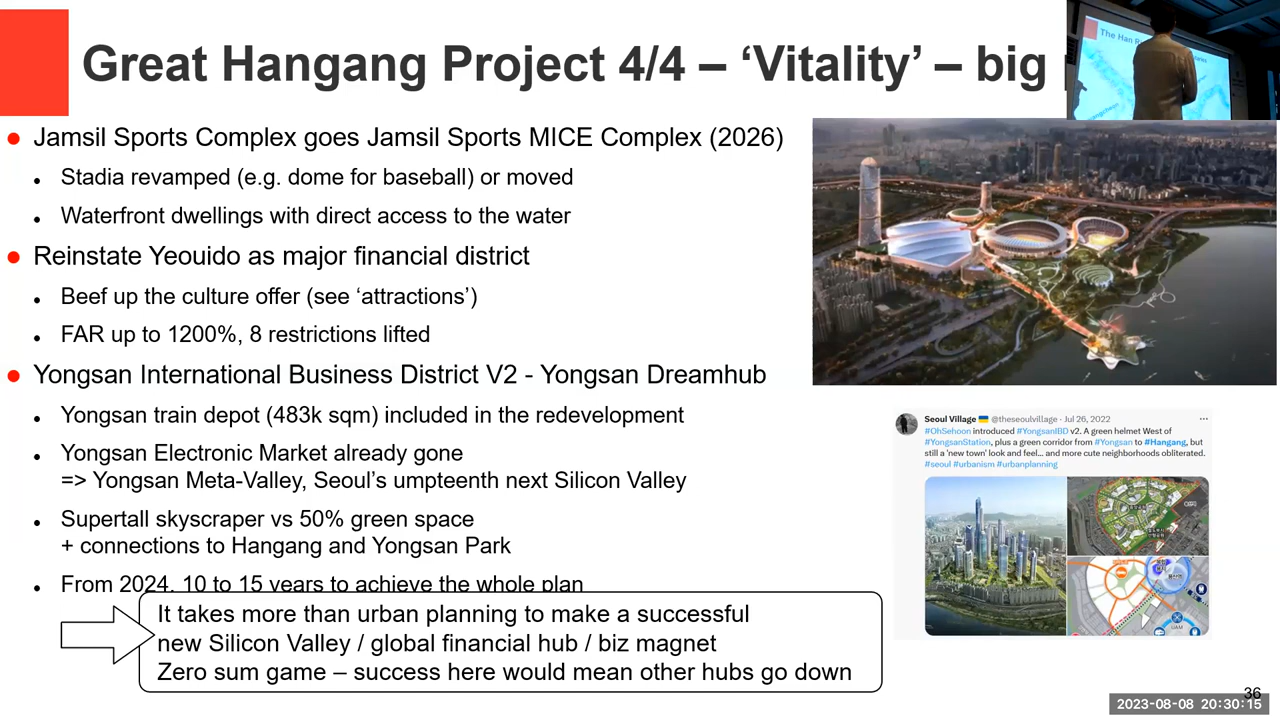 Great Hangang Project 4/4 – ‘Vitality’ – big
The Han R
Jamsil Sports Complex goes Jamsil Sports MICE Complex (2026)
Stadia revamped (e.g. dome for baseball) or moved
Waterfront dwellings with direct access to the water
Reinstate Yeouido as major financial district
Beef up the culture offer (see ‘attractions’)
FAR up to 1200%, 8 restrictions lifted
Yongsan International Business District V2 - Yongsan Dreamhub
Yongsan train depot (483k sqm) included in the redevelopment
Yongsan Electronic Market already gone
=> Yongsan Meta-Valley, Seoul’s umpteenth next Silicon Valley
Supertall skyscraper vs 50% green space
+ connections to Hangang and Yongsan Park
From 2024, 10 to 15 years to achieve the whole plan
It takes more than urban planning to make a successful
new Silicon Valley / global financial hub / biz magnet
Zero sum game – success here would mean other hubs go down
Seoul Village @theseoulvillage · Jul 26, 2022
#OhSehoon introduced #YongsanIBD v2. A green helmet West of
#YongsanStation, plus a green corridor from #Yongsan to #Hangang, but
still a 'new town' look and feel... and more cute neighborhoods obliterated.
#seoul #urbanism #urbanplanning
UAM
36
2023-08-08 20:30:15